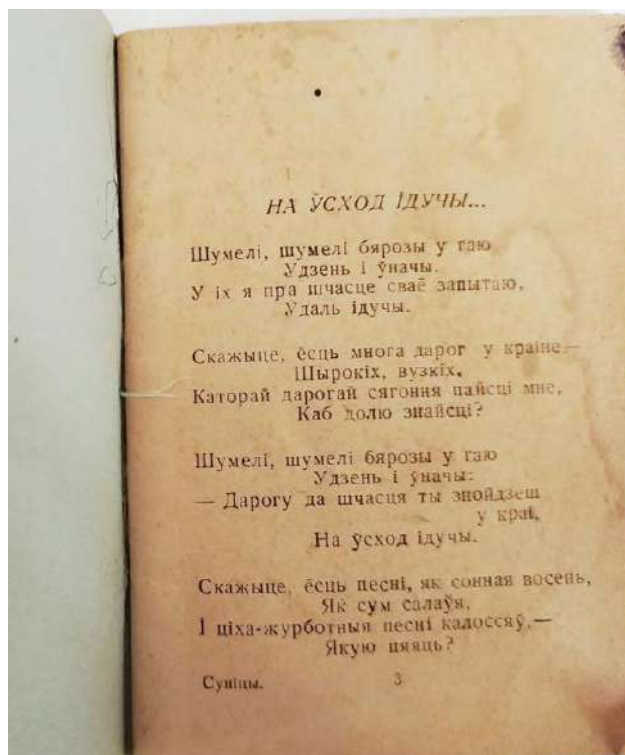 НА ЎСХОД ІДУЧЫ...
Шумелі, шумелі бярозы у гаю
Удзень і ўначы.
У іх я пра шчасце сваё запытаю,
Удаль ідучы.
Скажыце, ёсць многа дарог у краіне—
Шырокіх, вузкіх,
Каторай дарогай сягоння пайсці мне,
Каб долю знайсці?
Шумелі, шумелі бярозы у гаю
Удзень і ўначы:
— Дарогу да шчасця ты знойдзеш
у краі,
На ўсход ідучы.
Скажыце, ёсць песні, як сонная восень,
Як сум салаўя,
І ціха-журботныя песні калоссяў,—
Якую пяяць?
Суніцы. 3